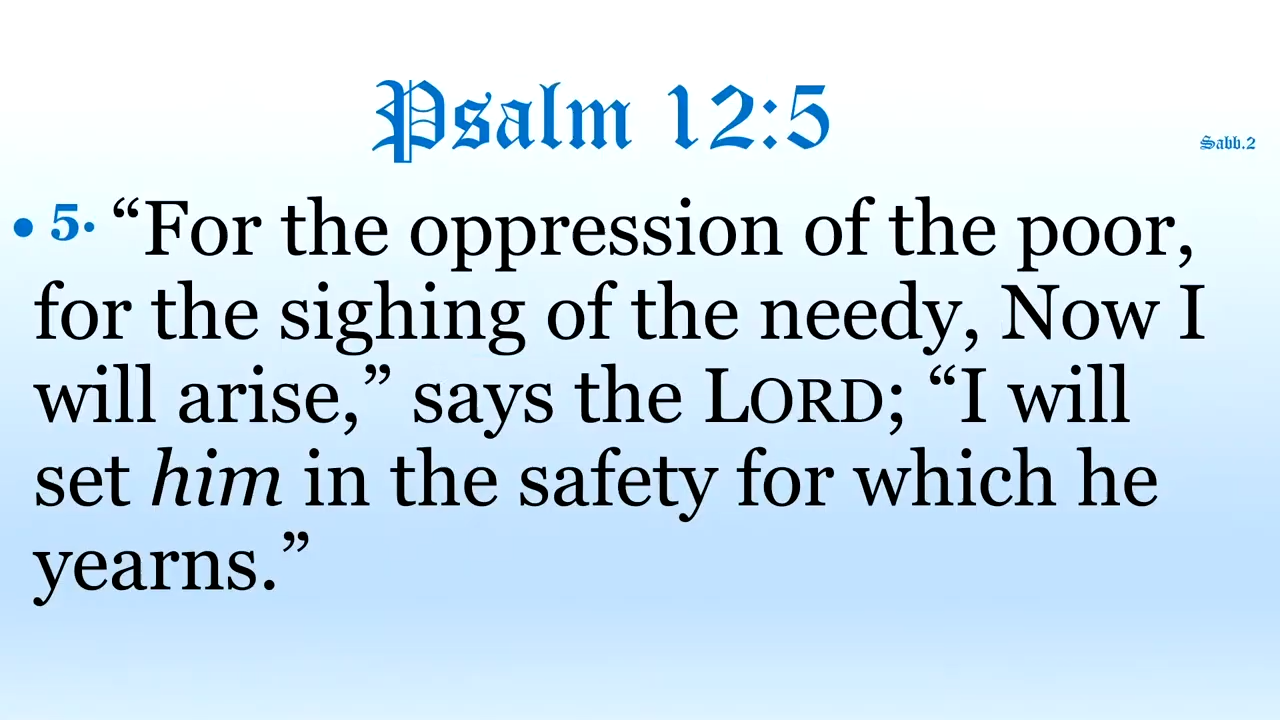 Psalm 12:5
Sabb.2
• 5· “For the oppression of the poor,
for the sighing of the needy, Now I
will arise,” says the LORD; “I will
set him in the safety for which he
yearns.”